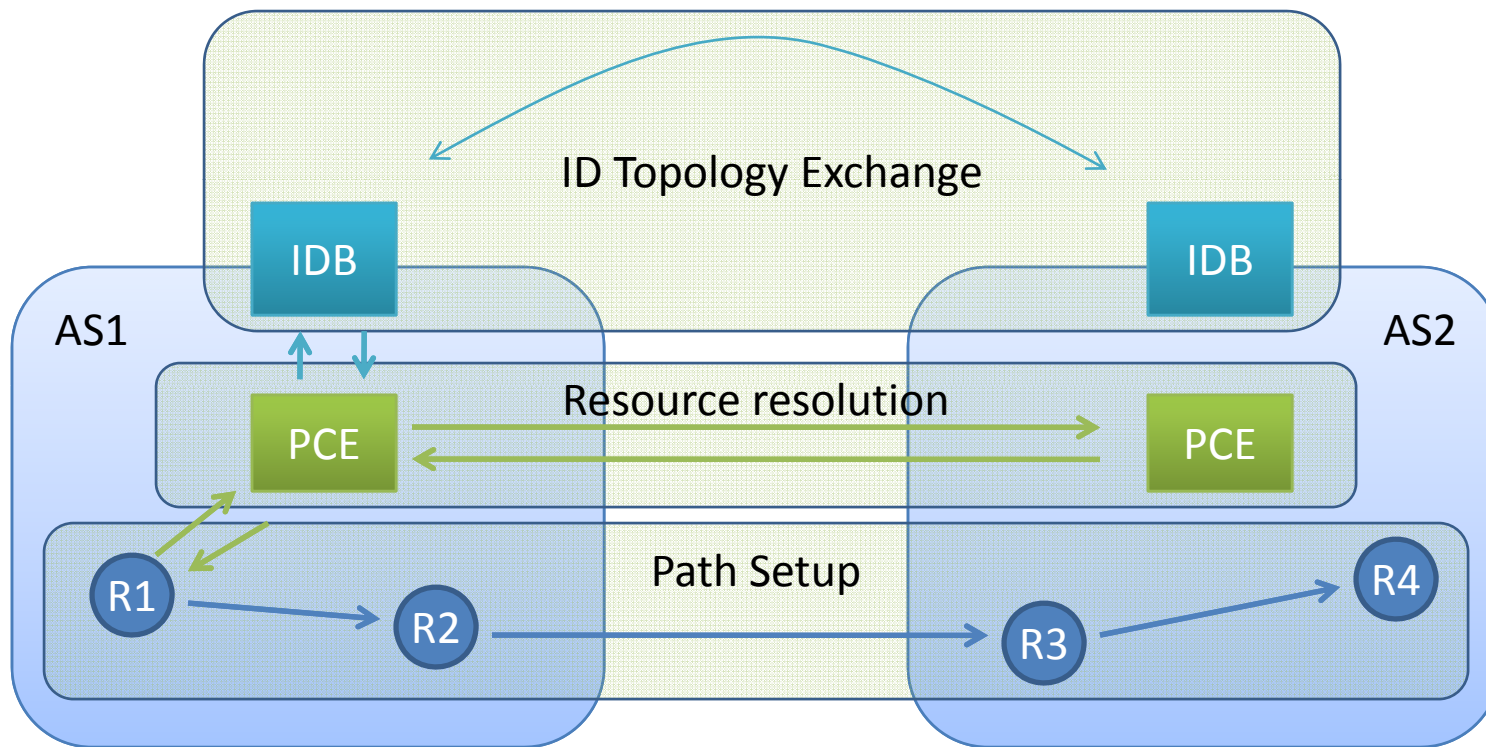 ID Topology Exchange
IDB
IDB
AS1
AS2
Resource resolution
PCE
PCE
Path Setup
R1
R2
R3
R4